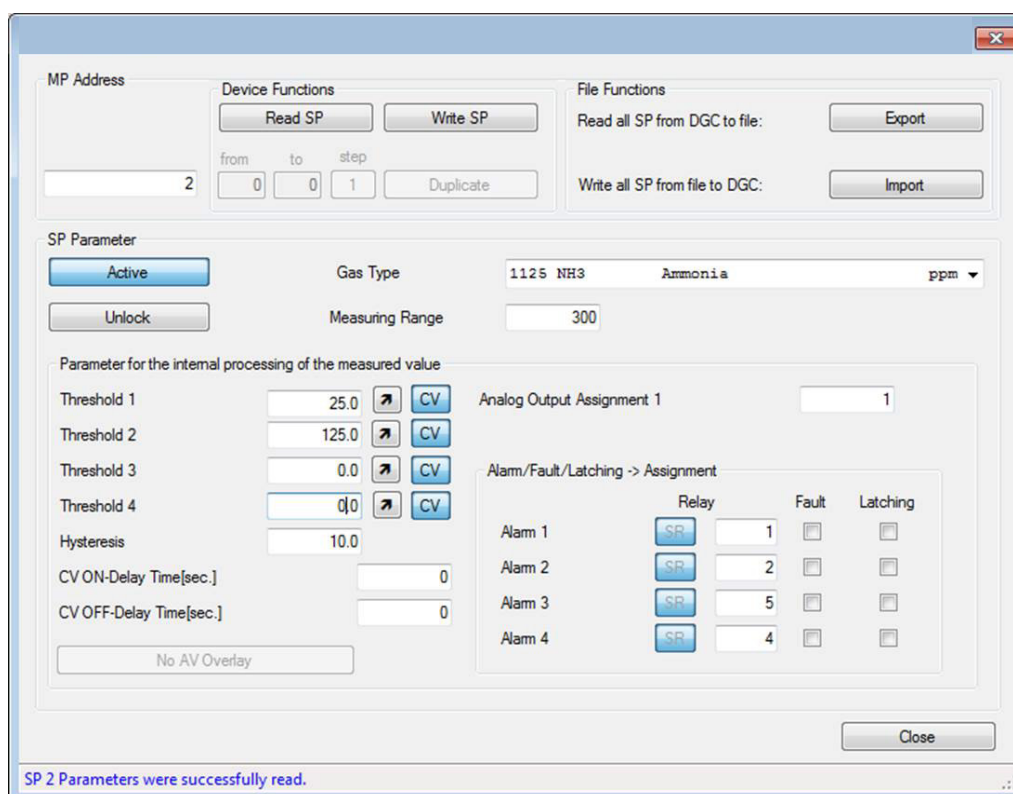 MP Address
Device Functions
File Functions
Read SP Write SP
Read all SP from DGC to file: Export
from to step
2 0 0 1 Duplicate
Write all SP from file to DGC: Import
SP Parameter
Active Gas Type 1125 NH3 Ammonia ppm
Unlock Measuring Range 300
Parameter for the internal processing of the measured value
Threshold 1 25.0 CV Analog Output Assignment 1 1
Threshold 2 125.0 CV
Threshold 3 0.0 CV
Threshold 4 0.0 CV
Hysteresis 10.0
CV ON-Delay Time[sec.] 0
CV OFF-Delay Time[sec.] 0
No AV Overlay
Alarm/Fault/Latching -> Assignment
Relay Fault Latching
Alarm 1 SR 1
Alarm 2 SR 2
Alarm 3 SR 5
Alarm 4 SR 4
Close
SP 2 Parameters were successfully read.